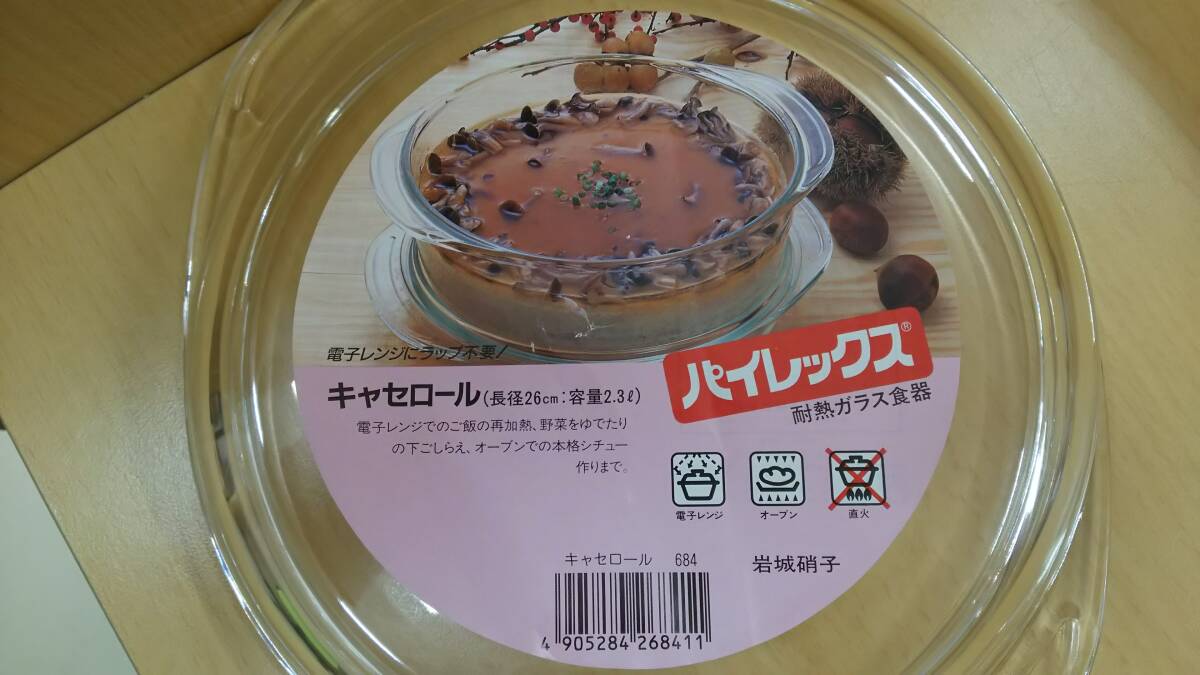 電子レンジにラップ不要!
パイレックス®
耐熱ガラス食器
キャセロール(長径26cm:容量2.3ℓ)
電子レンジでのご飯の再加熱、野菜をゆでたり
の下ごしらえ、オーブンでの本格シチュー
作りまで。
電子レンジ
オーブン
直火
キャセロール 684
岩城硝子
4 905284 268411